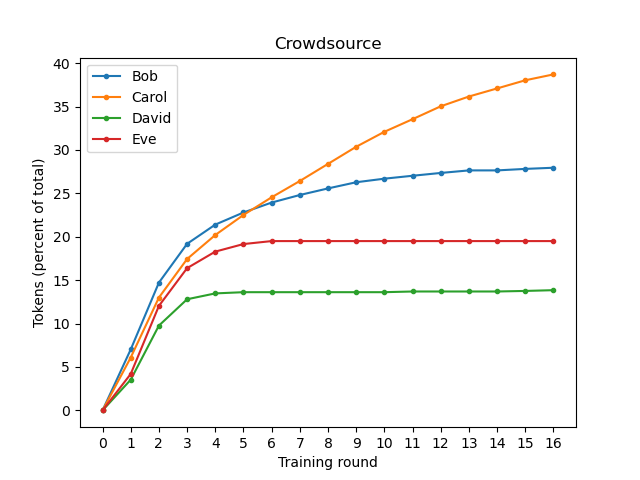 Crowdsource
Bob
Carol
David
Eve
Tokens (percent of total)
40
35
30
25
20
15
10
5
0
0 1 2 3 4 5 6 7 8 9 10 11 12 13 14 15 16
Training round